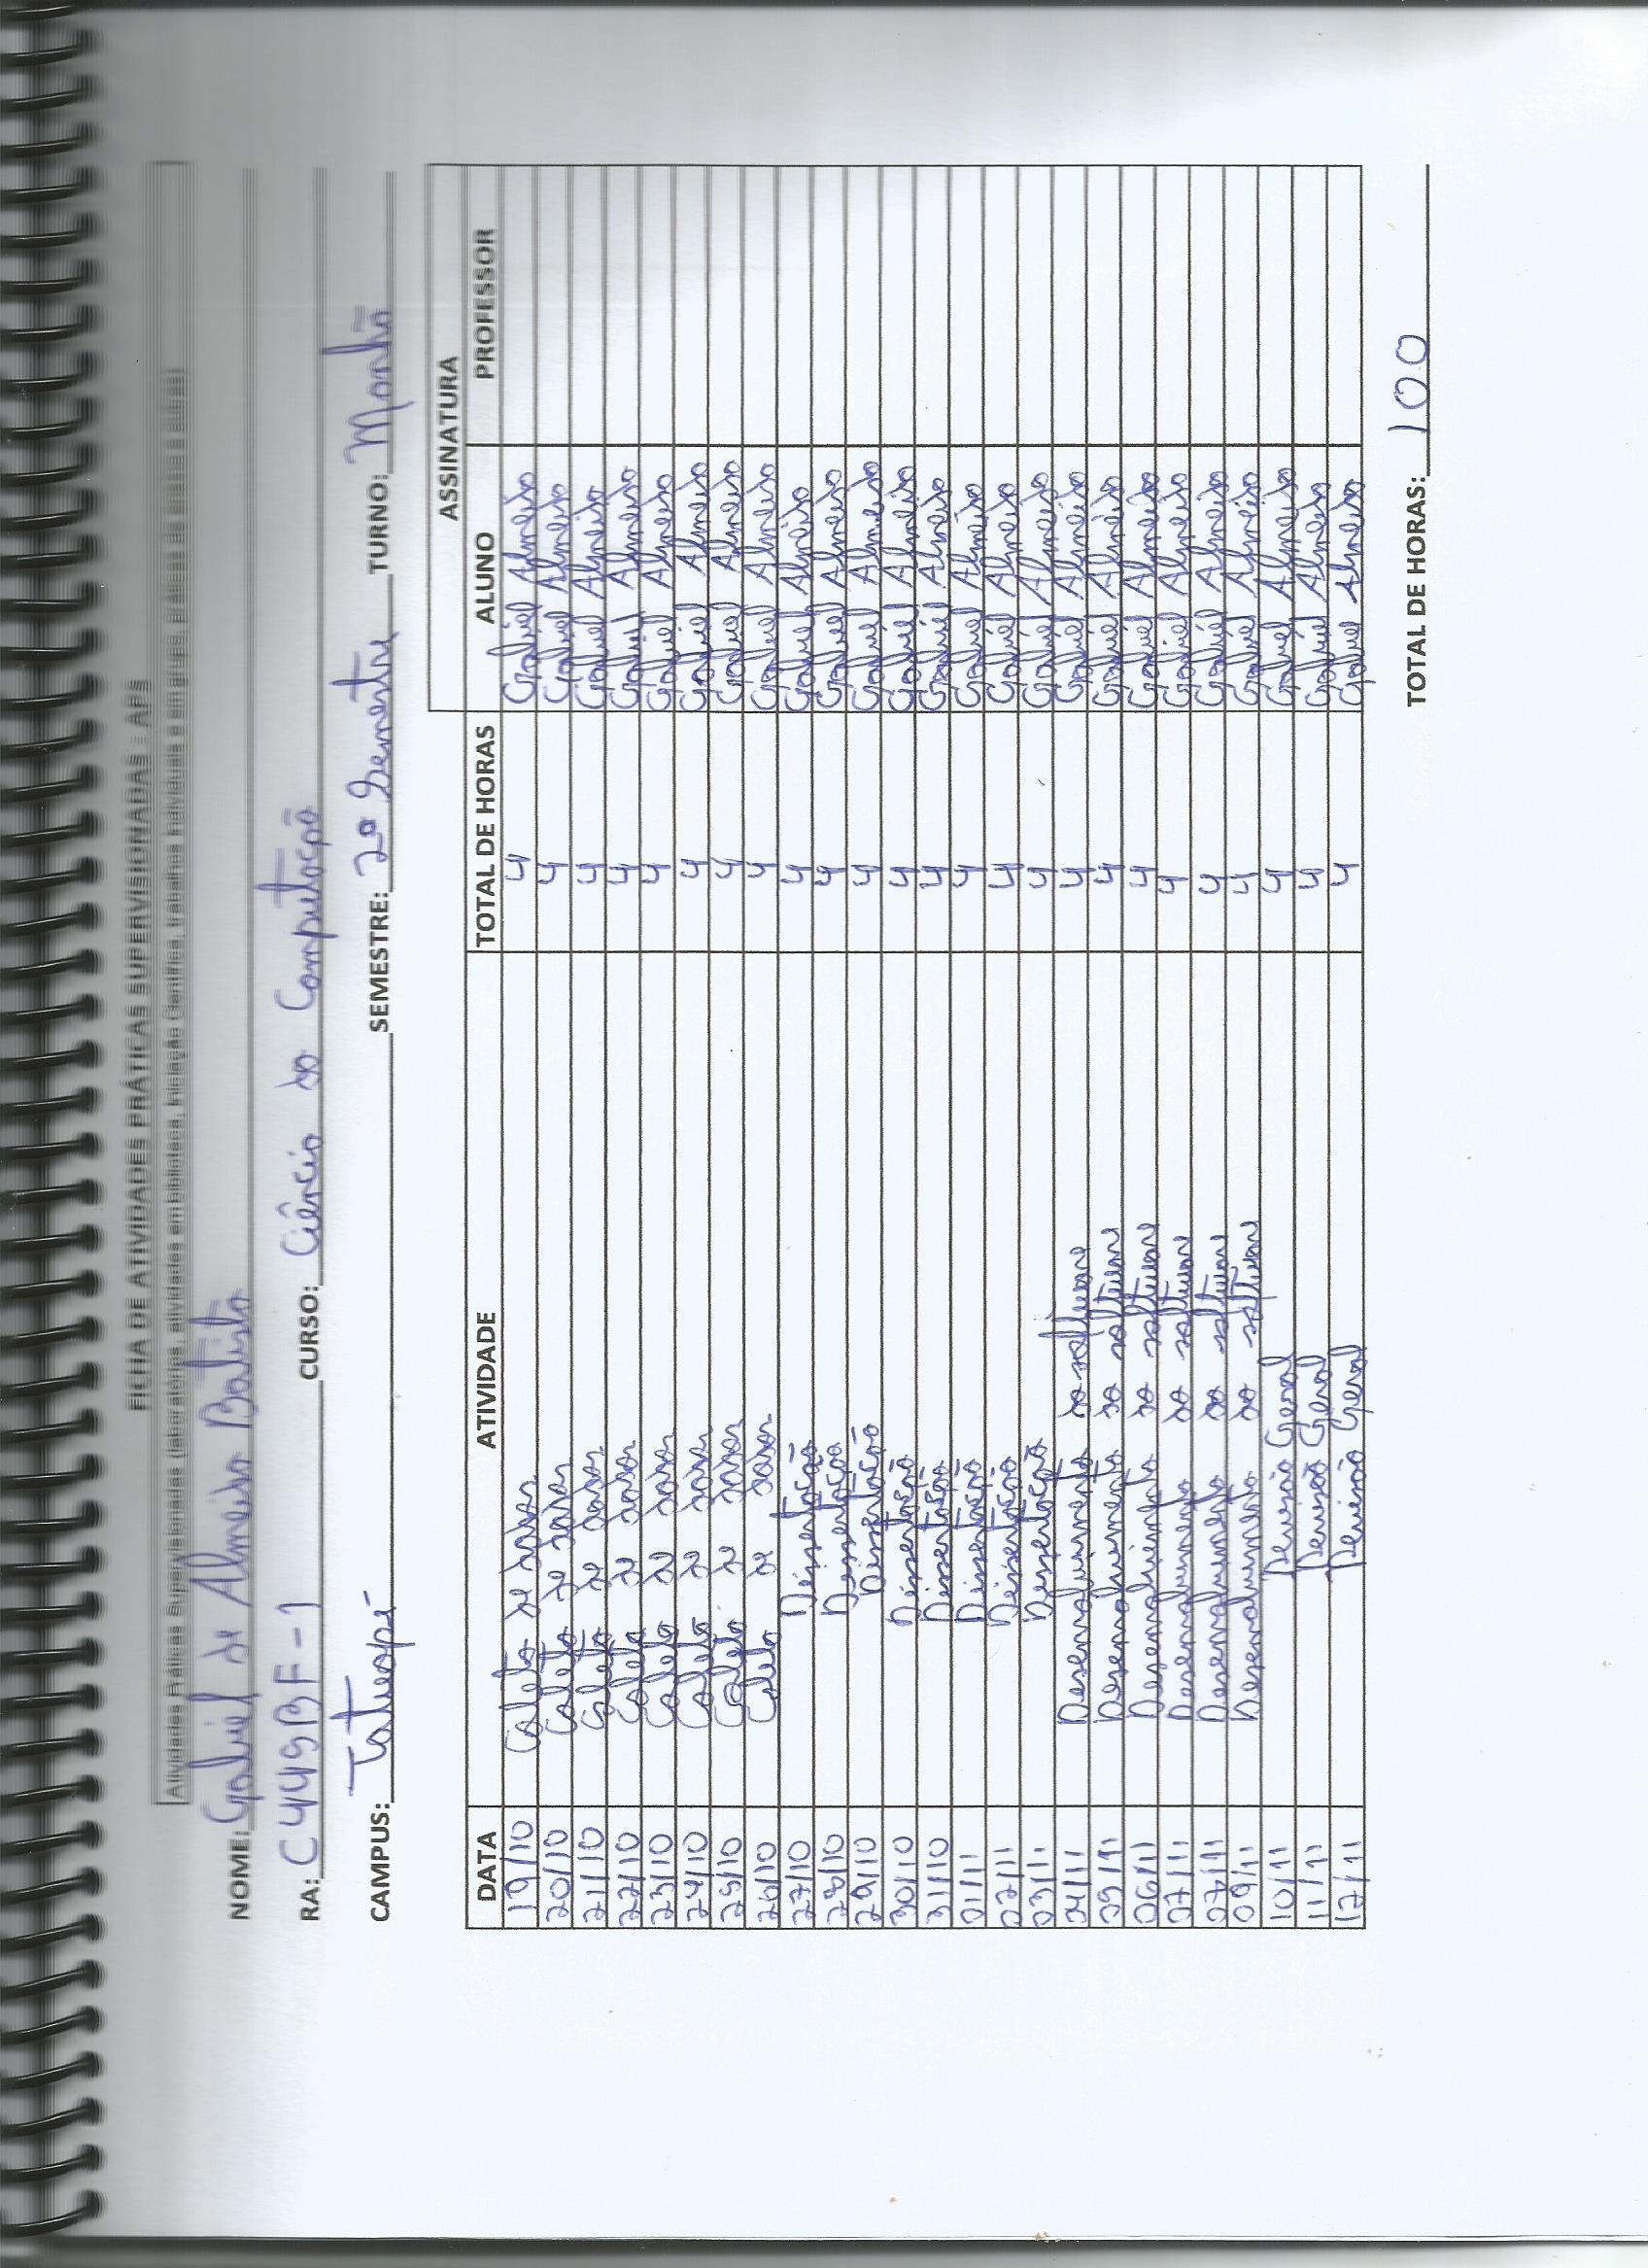 FICHA DE ATIVIDADES PRÁTICAS SUPERVISIONADAS - APS
Atividades Práticas Supervisionadas (laboratórios, atividades em biblioteca, Iniciação Científica, trabalhos Individuais e em grupo, práticas de ensino e outras)
NOME: Gabriel de Almeida Batista
RA: C449BF-1 CURSO: Ciência da Computação
CAMPUS: Tatuapé SEMESTRE: 2º Semestre TURNO: Manhã
ASSINATURA
DATA ATIVIDADE TOTAL DE HORAS ALUNO PROFESSOR
19/10 Coleta de dados 4 Gabriel Almeida
20/10 Coleta de dados 4 Gabriel Almeida
21/10 Coleta de dados 4 Gabriel Almeida
22/10 Coleta de dados 4 Gabriel Almeida
23/10 Coleta de dados 4 Gabriel Almeida
24/10 Coleta de dados 4 Gabriel Almeida
25/10 Coleta de dados 4 Gabriel Almeida
26/10 Coleta de dados 4 Gabriel Almeida
27/10 Dissertação 4 Gabriel Almeida
28/10 Dissertação 4 Gabriel Almeida
29/10 Dissertação 4 Gabriel Almeida
30/10 Dissertação 4 Gabriel Almeida
31/10 Dissertação 4 Gabriel Almeida
01/11 Dissertação 4 Gabriel Almeida
02/11 Dissertação 4 Gabriel Almeida
03/11 Dissertação 4 Gabriel Almeida
04/11 Desenvolvimento do software 4 Gabriel Almeida
05/11 Desenvolvimento do software 4 Gabriel Almeida
06/11 Desenvolvimento do software 4 Gabriel Almeida
07/11 Desenvolvimento do software 4 Gabriel Almeida
08/11 Desenvolvimento do software 4 Gabriel Almeida
09/11 Desenvolvimento do software 4 Gabriel Almeida
10/11 Revisão Geral 4 Gabriel Almeida
11/11 Revisão Geral 4 Gabriel Almeida
12/11 Revisão Geral 4 Gabriel Almeida
TOTAL DE HORAS: 100